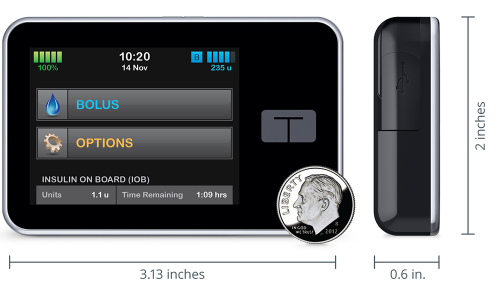 10:20
14 Nov
100%
B
235 u
BOLUS
OPTIONS
INSULIN ON BOARD (IOB)
Units 1.1 u Time Remaining 1:09 hrs
T
LIBERTY
IN GOD
WE TRUST
2012
2 inches
3.13 inches
0.6 in.